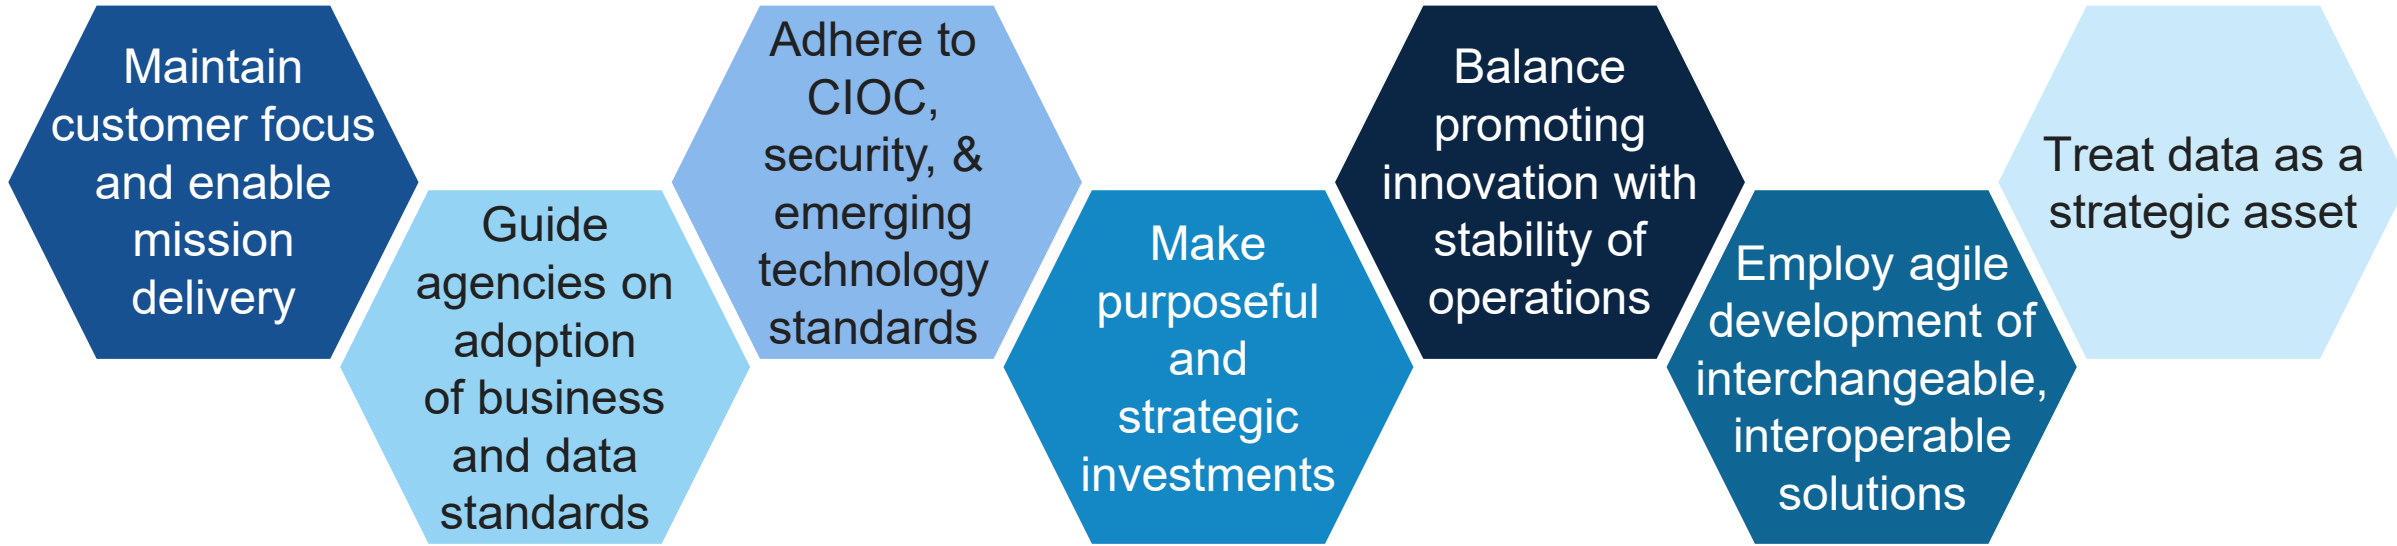 Maintain
customer focus
and enable
mission
delivery
Guide
agencies on
adoption
of business
and data
standards
Adhere to
CIOC,
security, &
emerging
technology
standards
Make
purposeful
and
strategic
investments
Balance
promoting
innovation with
stability of
operations
Employ agile
development of
interchangeable,
interoperable
solutions
Treat data as a
strategic asset